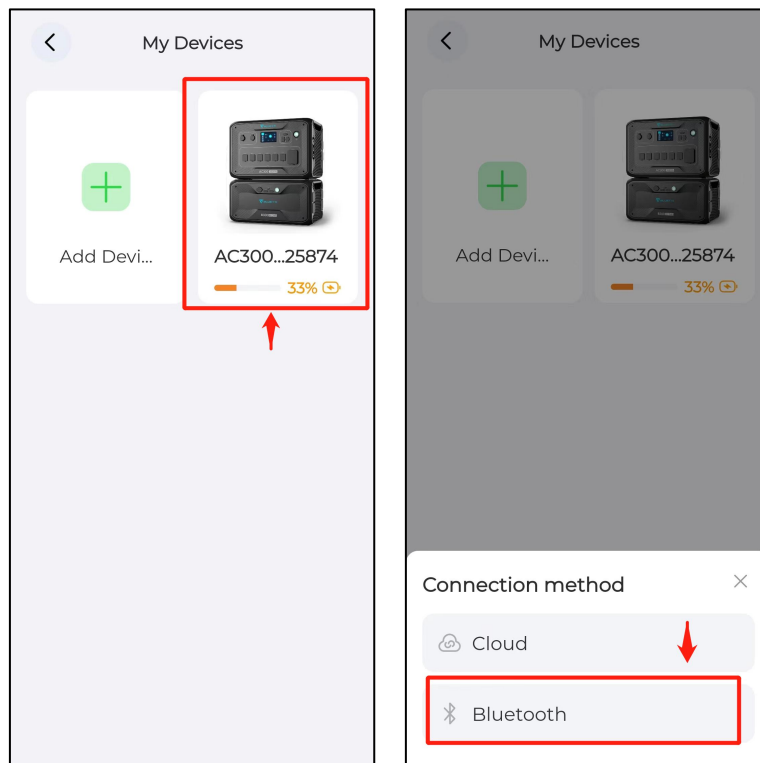 My Devices
Add Devi...
AC300...25874
33%
My Devices
Add Devi...
AC300...25874
33%
Connection method
Cloud
Bluetooth